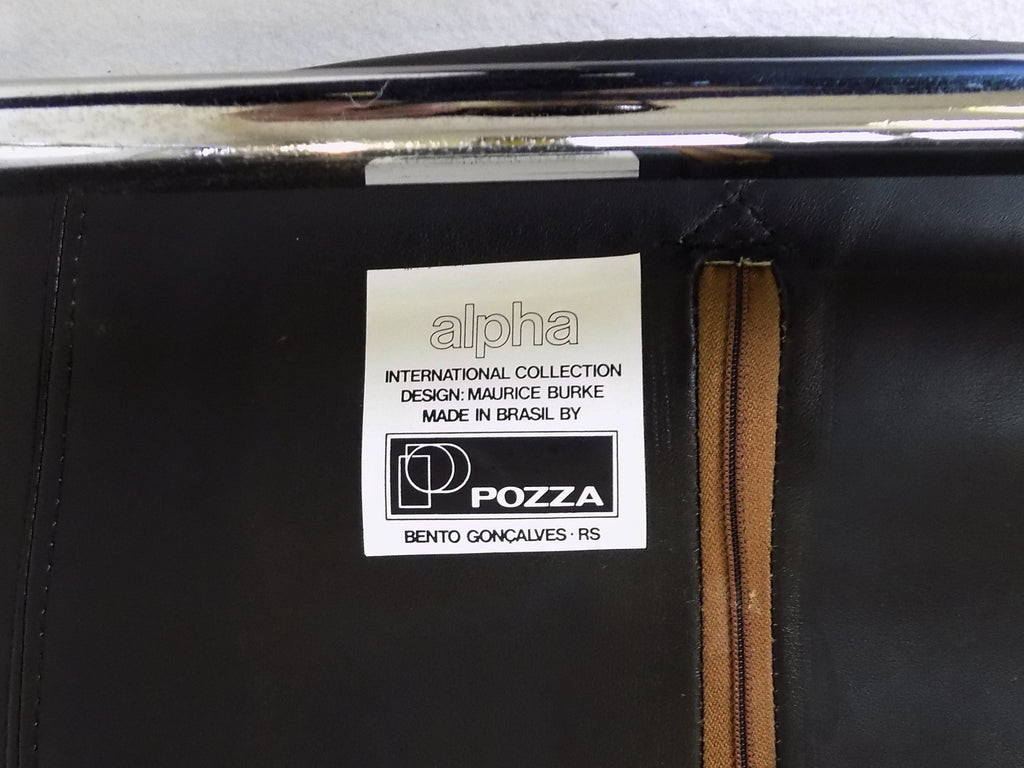 alpha
INTERNATIONAL COLLECTION
DESIGN: MAURICE BURKE
MADE IN BRASIL BY
POZZA
BENTO GONÇALVES · RS